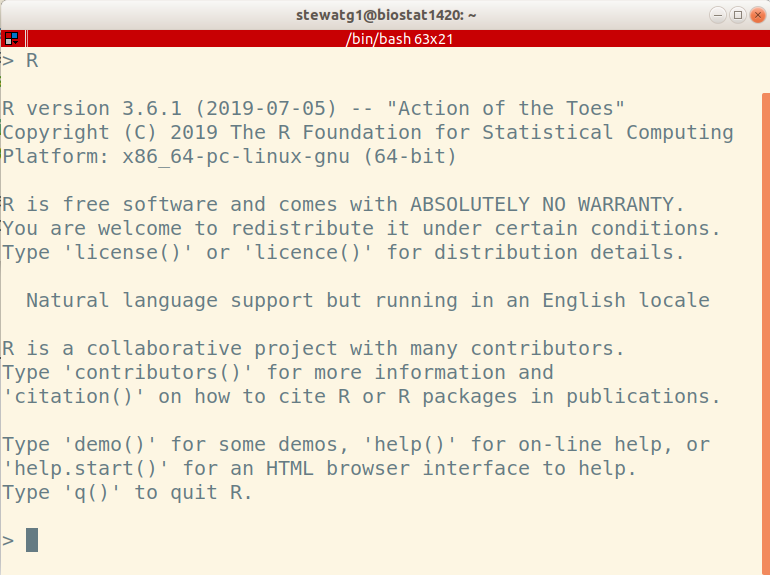 stewatg1@biostat1420: ~
/bin/bash 63x21
> R
R version 3.6.1 (2019-07-05) -- "Action of the Toes"
Copyright (C) 2019 The R Foundation for Statistical Computing
Platform: x86_64-pc-linux-gnu (64-bit)
R is free software and comes with ABSOLUTELY NO WARRANTY.
You are welcome to redistribute it under certain conditions.
Type 'license()' or 'licence()' for distribution details.
Natural language support but running in an English locale
R is a collaborative project with many contributors.
Type 'contributors()' for more information and
'citation()' on how to cite R or R packages in publications.
Type 'demo()' for some demos, 'help()' for on-line help, or
'help.start()' for an HTML browser interface to help.
Type 'q()' to quit R.
>